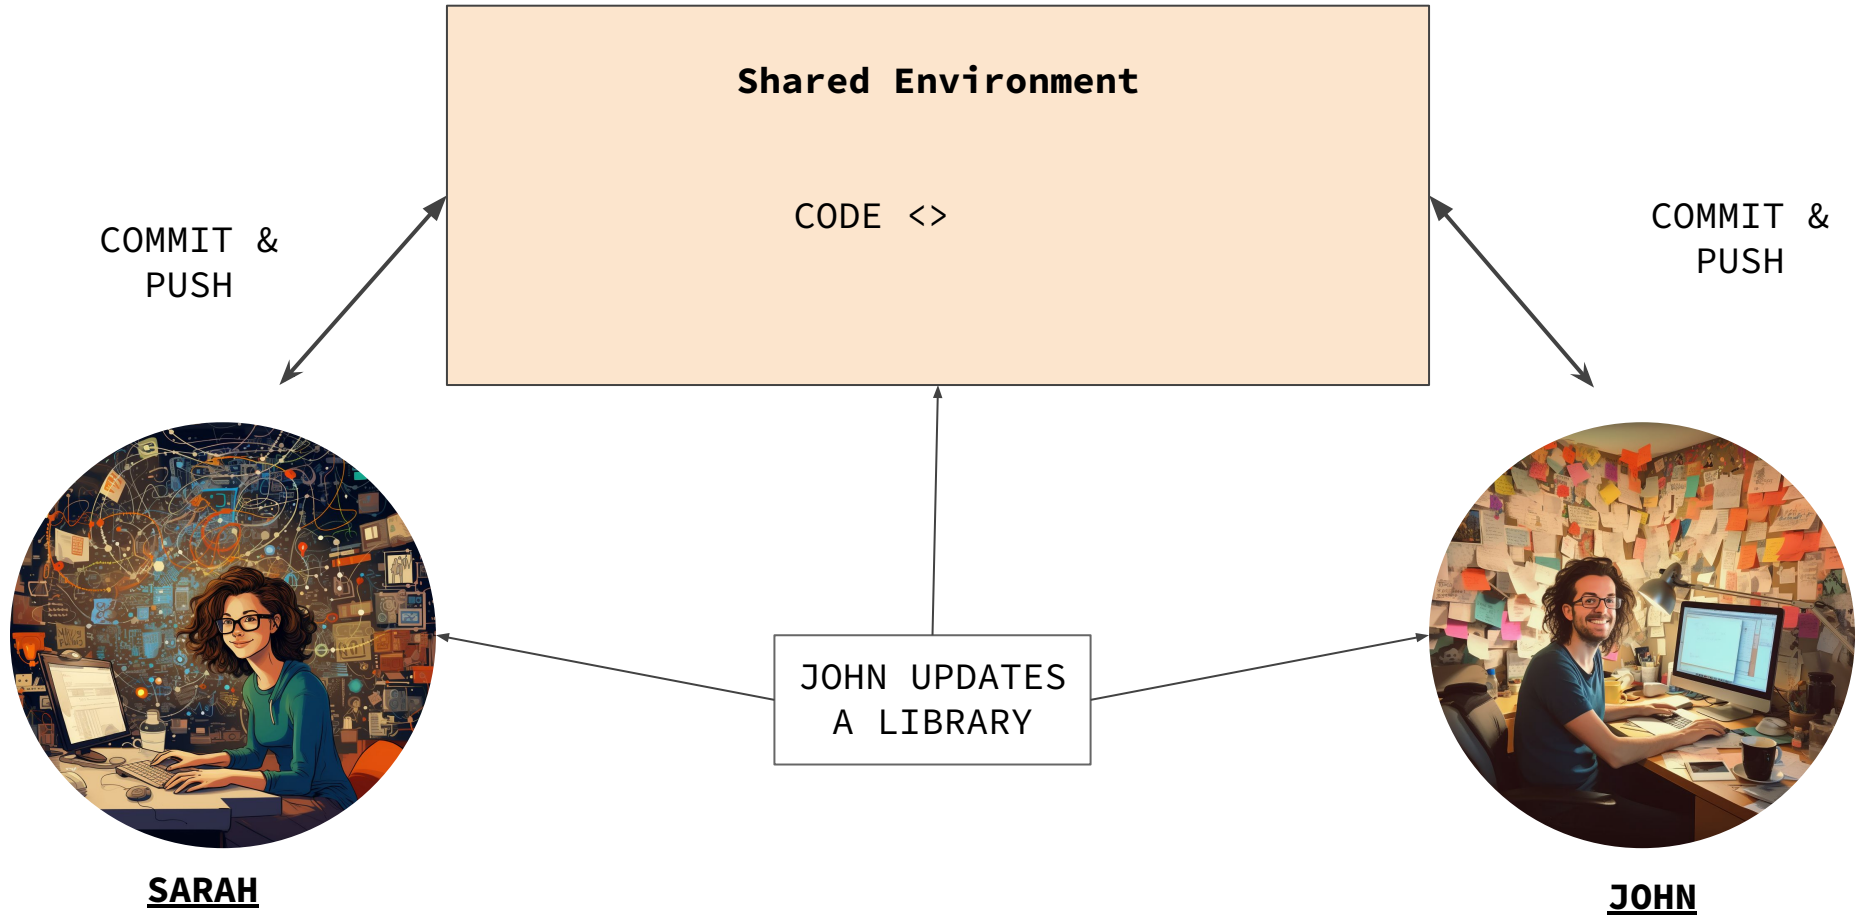 Shared Environment
CODE <>
COMMIT &
PUSH
COMMIT &
PUSH
JOHN UPDATES
A LIBRARY
SARAH
JOHN